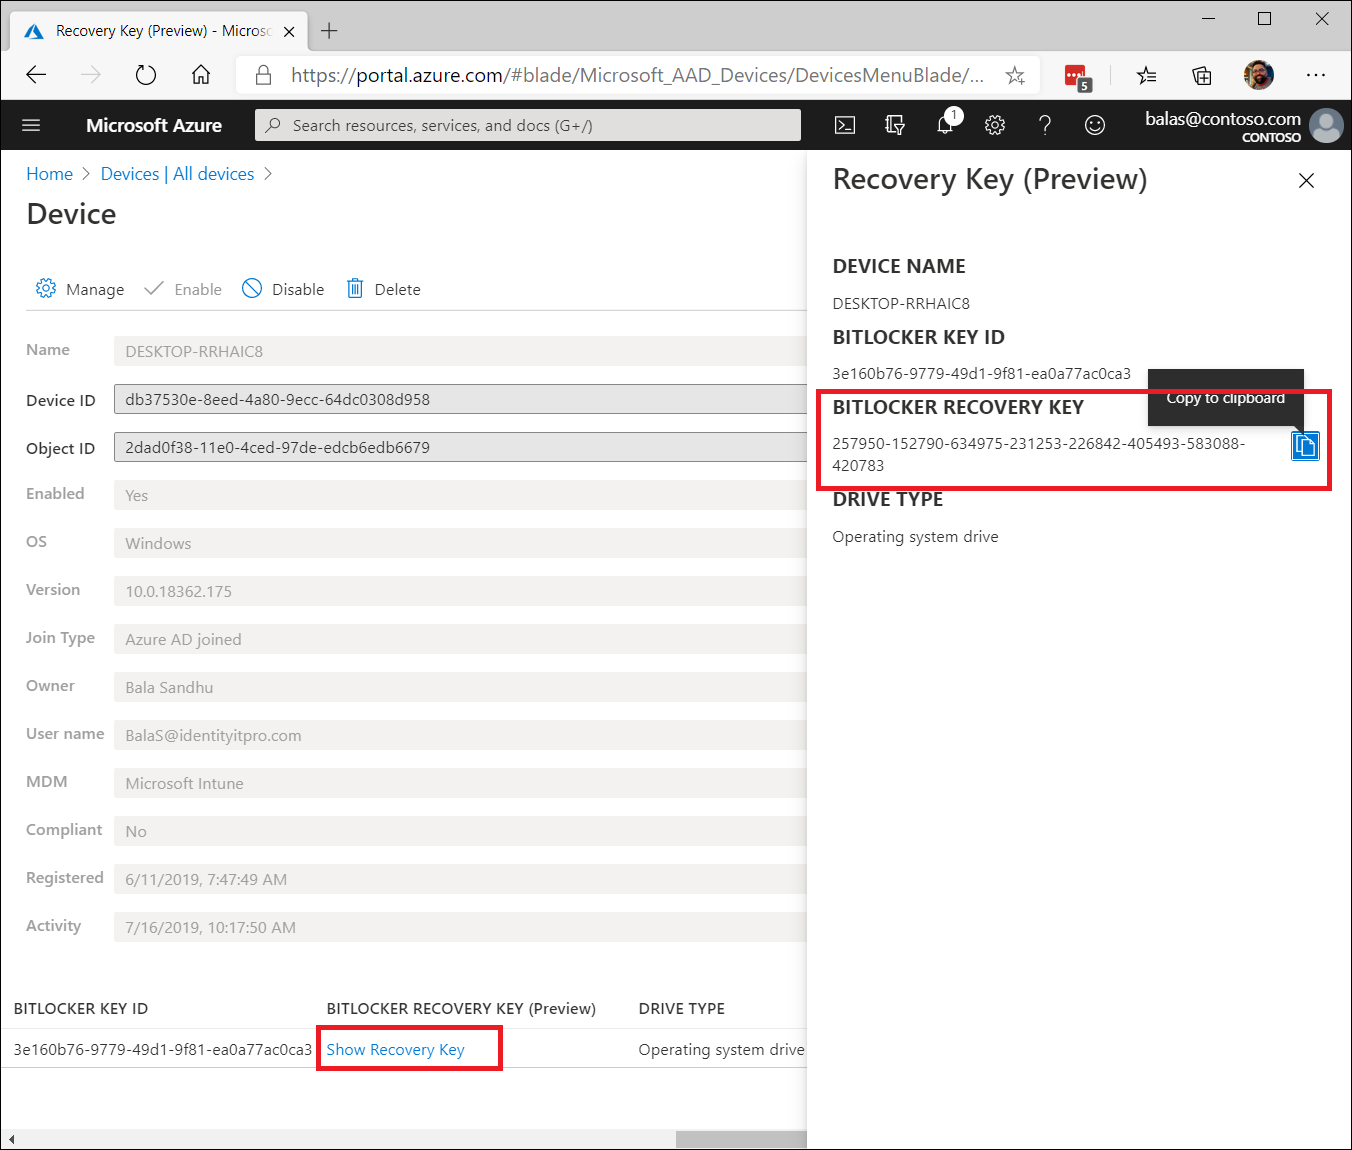 Recovery Key (Preview) - Micros
https://portal.azure.com/#blade/Microsoft_AAD_Devices/DevicesMenuBlade/...
5
Microsoft Azure
Search resources, services, and docs (G+/)
1
balas@contoso.com
CONTOSO
Home > Devices | All devices >
Device
Manage
Enable
Disable
Delete
Name
DESKTOP-RRHAIC8
Device ID
db37530e-8eed-4a80-9ecc-64dc0308d958
Object ID
2dad0f38-11e0-4ced-97de-edcb6edb6679
Enabled
Yes
OS
Windows
Version
10.0.18362.175
Join Type
Azure AD joined
Owner
Bala Sandhu
User name
BalaS@identityitpro.com
MDM
Microsoft Intune
Compliant
No
Registered
6/11/2019, 7:47:49 AM
Activity
7/16/2019, 10:17:50 AM
BITLOCKER KEY ID
BITLOCKER RECOVERY KEY (Preview)
DRIVE TYPE
3e160b76-9779-49d1-9f81-ea0a77ac0ca3
Show Recovery Key
Operating system drive
Recovery Key (Preview)
DEVICE NAME
DESKTOP-RRHAIC8
BITLOCKER KEY ID
3e160b76-9779-49d1-9f81-ea0a77ac0ca3
Copy to clipboard
BITLOCKER RECOVERY KEY
257950-152790-634975-231253-226842-405493-583088-
420783
DRIVE TYPE
Operating system drive